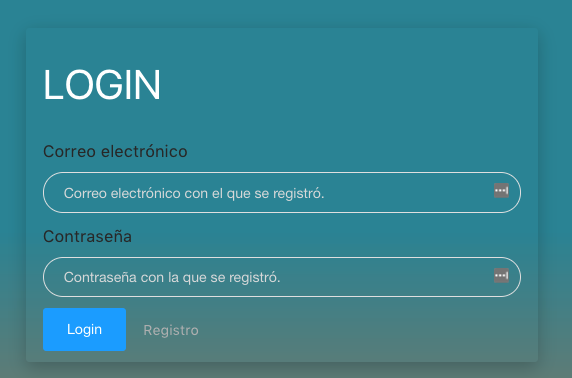 LOGIN
Correo electrónico
Correo electrónico con el que se registró.
Contraseña
Contraseña con la que se registró.
Login
Registro